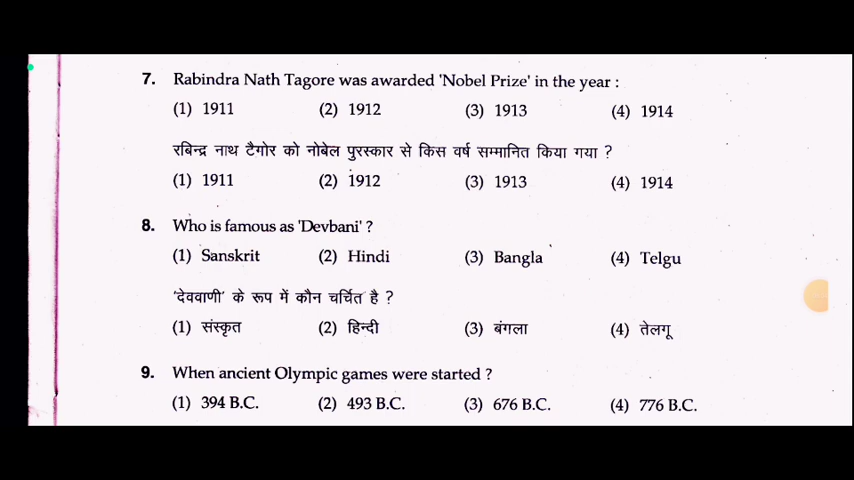 7. Rabindra Nath Tagore was awarded 'Nobel Prize' in the year :
(1) 1911 (2) 1912 (3) 1913 (4) 1914
रबिन्द्र नाथ टैगोर को नोबेल पुरस्कार से किस वर्ष सम्मानित किया गया ?
(1) 1911 (2) 1912 (3) 1913 (4) 1914
8. Who is famous as 'Devbani' ?
(1) Sanskrit (2) Hindi (3) Bangla (4) Telgu
'देववाणी' के रूप में कौन चर्चित है ?
(1) संस्कृत (2) हिन्दी (3) बंगला (4) तेलगू
9. When ancient Olympic games were started ?
(1) 394 B.C. (2) 493 B.C. (3) 676 B.C. (4) 776 B.C.